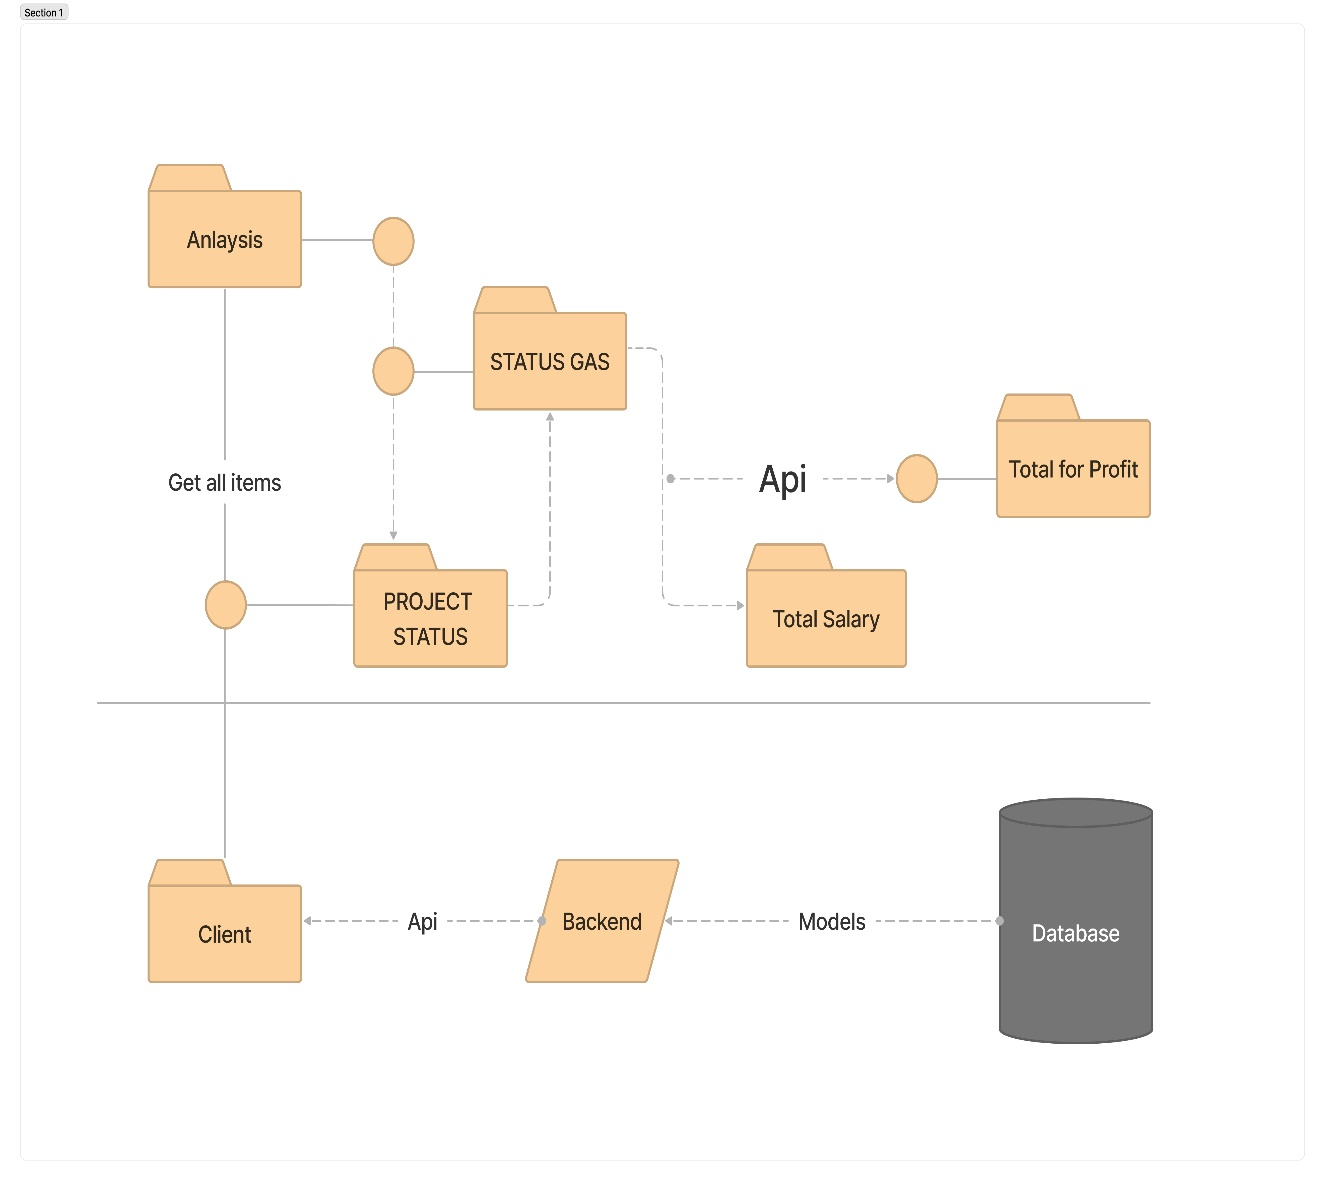 Section 1
Anlaysis
STATUS GAS
Total for Profit
Get all items
Api
PROJECT
STATUS
Total Salary
Client
Api
Backend
Models
Database